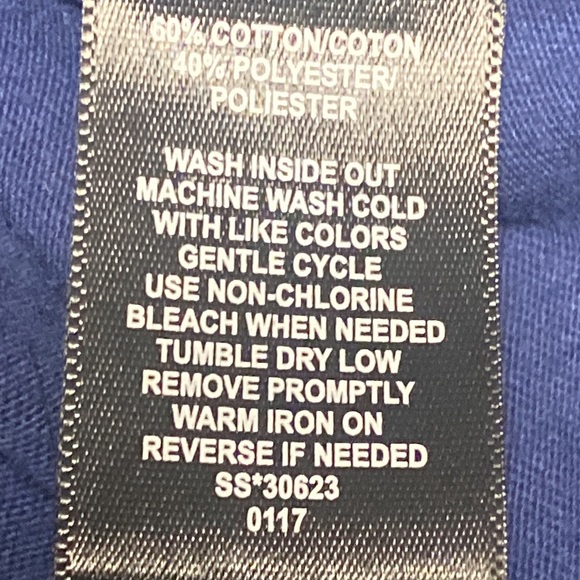 60% COTTON/COTON
40% POLYESTER/
POLIESTER
WASH INSIDE OUT
MACHINE WASH COLD
WITH LIKE COLORS
GENTLE CYCLE
USE NON-CHLORINE
BLEACH WHEN NEEDED
TUMBLE DRY LOW
REMOVE PROMPTLY
WARM IRON ON
REVERSE IF NEEDED
SS*30623
0117